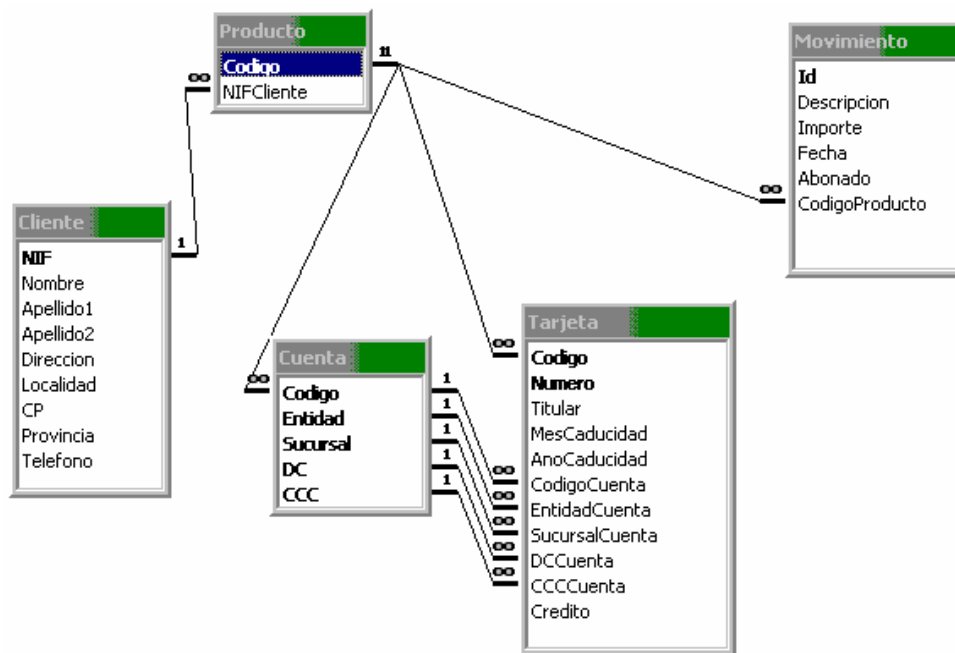 Producto
Codigo
NIFCliente
Movimiento
Id
Descripcion
Importe
Fecha
Abonado
CodigoProducto
Cliente
NIF
Nombre
Apellido1
Apellido2
Direccion
Localidad
CP
Provincia
Telefono
Cuenta
Codigo
Entidad
Sucursal
DC
CCC
Tarjeta
Codigo
Numero
Titular
MesCaducidad
AnoCaducidad
CodigoCuenta
EntidadCuenta
SucursalCuenta
DCCuenta
CCCCuenta
Credito
∞
1
11
∞
∞
∞
1
1
1
1
1
∞
∞
∞
∞
∞